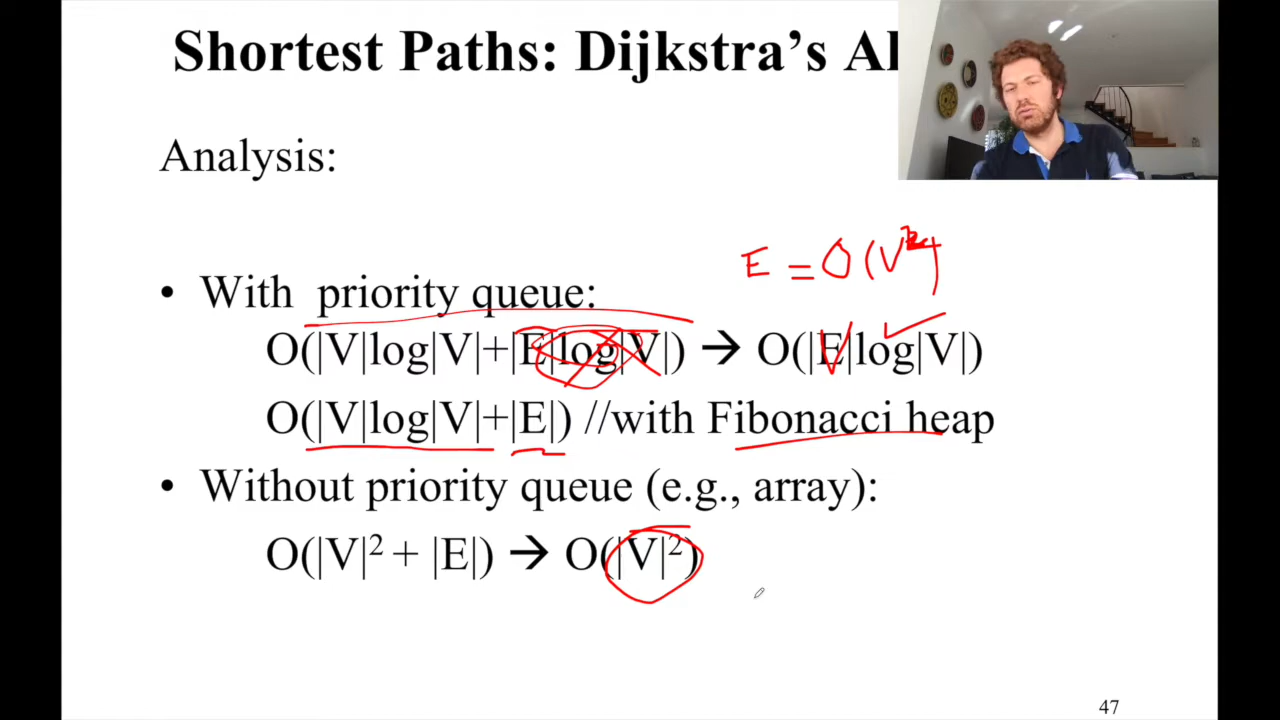 Shortest Paths: Dijkstra's Al
Analysis:
E = O(V²)
• With priority queue:
O(|V|log|V|+|E|log|V|) → O(|E|log|V|)
O(|V|log|V|+|E|) //with Fibonacci heap
• Without priority queue (e.g., array):
O(|V|² + |E|) → O(|V|²)
47